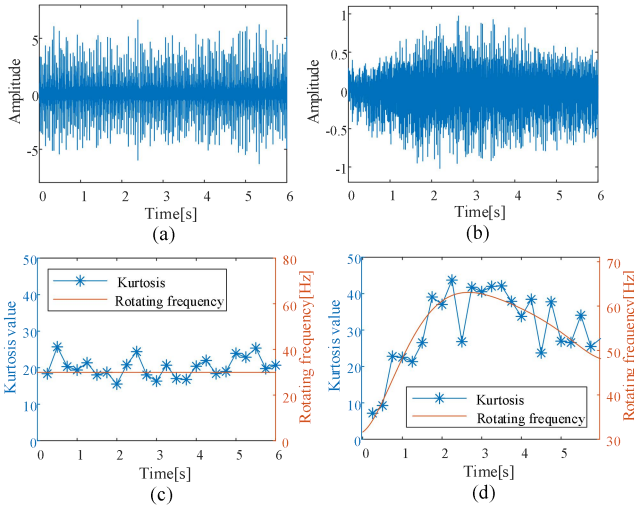 5
0
-5
Amplitude
0 1 2 3 4 5 6
Time[s]
(a)
1
0.5
0
-0.5
-1
Amplitude
0 1 2 3 4 5 6
Time[s]
(b)
50
40
30
20
10
0
Kurtosis value
Kurtosis
Rotating frequency
80
60
40
30
20
0
Rotating frequency[Hz]
0 1 2 3 4 5 6
Time[s]
(c)
50
40
30
20
10
0
Kurtosis value
Kurtosis
Rotating frequency
70
60
50
40
30
Rotating frequency[Hz]
0 1 2 3 4 5
Time[s]
(d)